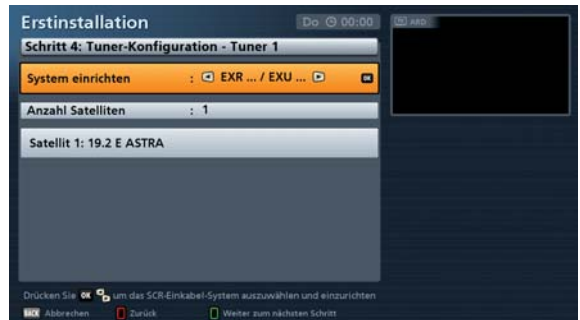 Erstinstallation
Do 00:00
ARD
Schritt 4: Tuner-Konfiguration - Tuner 1
System einrichten : EXR ... / EXU ... OK
Anzahl Satelliten : 1
Satellit 1: 19.2 E ASTRA
Drücken Sie OK um das SCR-Einkabel-System auszuwählen und einzurichten
BACK Abbrechen Zurück Weiter zum nächsten Schritt